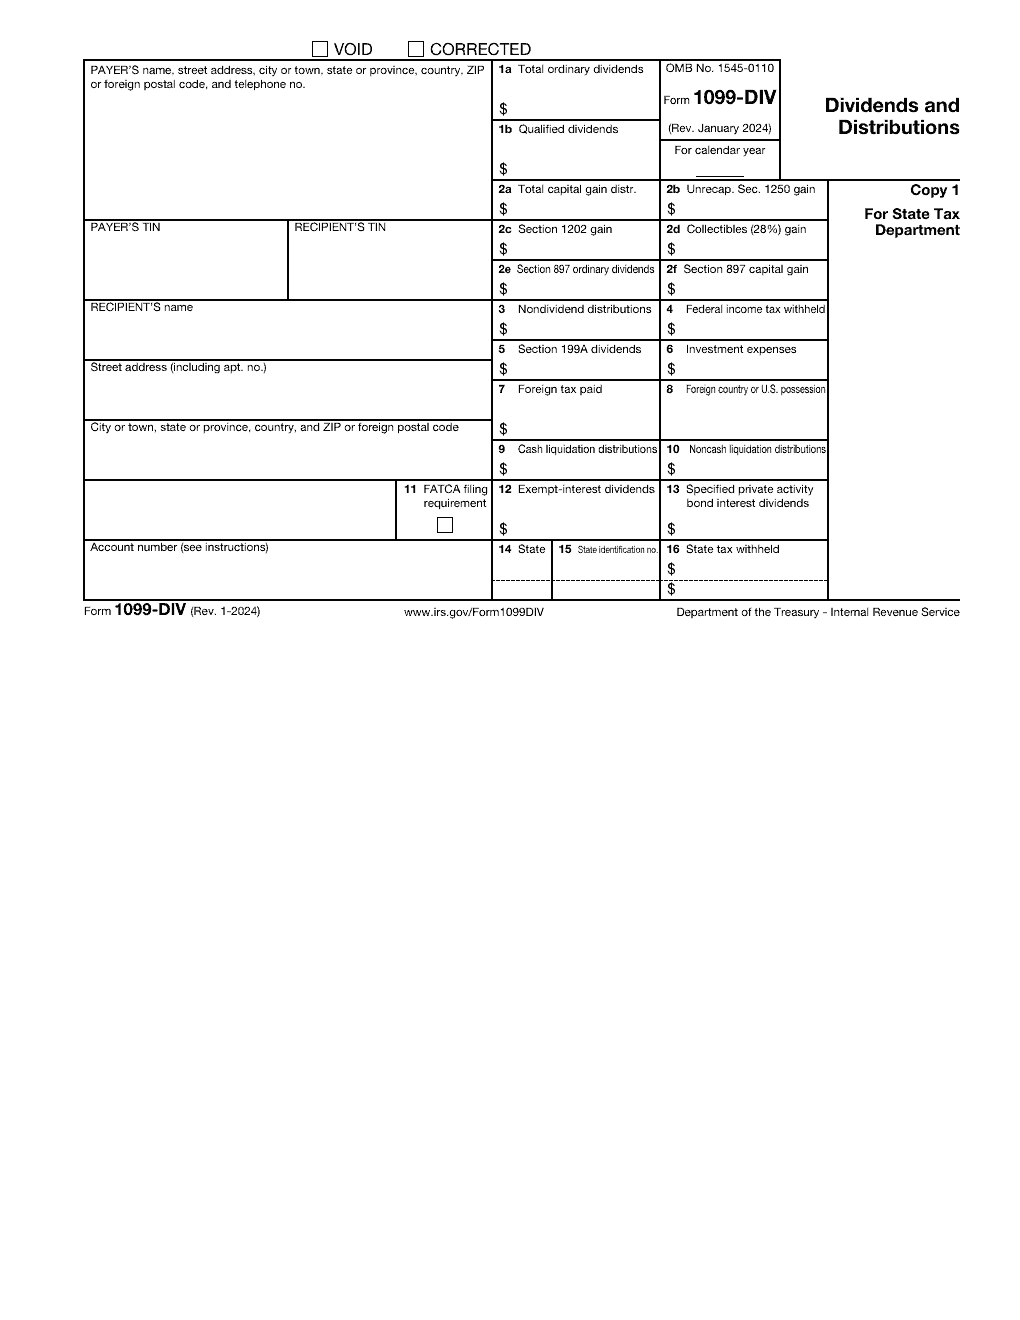 VOID CORRECTED
PAYER'S name, street address, city or town, state or province, country, ZIP
or foreign postal code, and telephone no.
1a Total ordinary dividends
$
1b Qualified dividends
$
OMB No. 1545-0110
Form 1099-DIV
(Rev. January 2024)
For calendar year
Dividends and
Distributions
2a Total capital gain distr.
$
2b Unrecap. Sec. 1250 gain
$
Copy 1
For State Tax
Department
PAYER'S TIN
RECIPIENT'S TIN
2c Section 1202 gain
$
2d Collectibles (28%) gain
$
2e Section 897 ordinary dividends
$
2f Section 897 capital gain
$
RECIPIENT'S name
3 Nondividend distributions
$
4 Federal income tax withheld
$
5 Section 199A dividends
$
6 Investment expenses
$
Street address (including apt. no.)
7 Foreign tax paid
$
8 Foreign country or U.S. possession
City or town, state or province, country, and ZIP or foreign postal code
9 Cash liquidation distributions
$
10 Noncash liquidation distributions
$
11 FATCA filing
requirement
12 Exempt-interest dividends
$
13 Specified private activity
bond interest dividends
$
Account number (see instructions)
14 State
15 State identification no.
16 State tax withheld
$
$
Form 1099-DIV (Rev. 1-2024)
www.irs.gov/Form1099DIV
Department of the Treasury - Internal Revenue Service